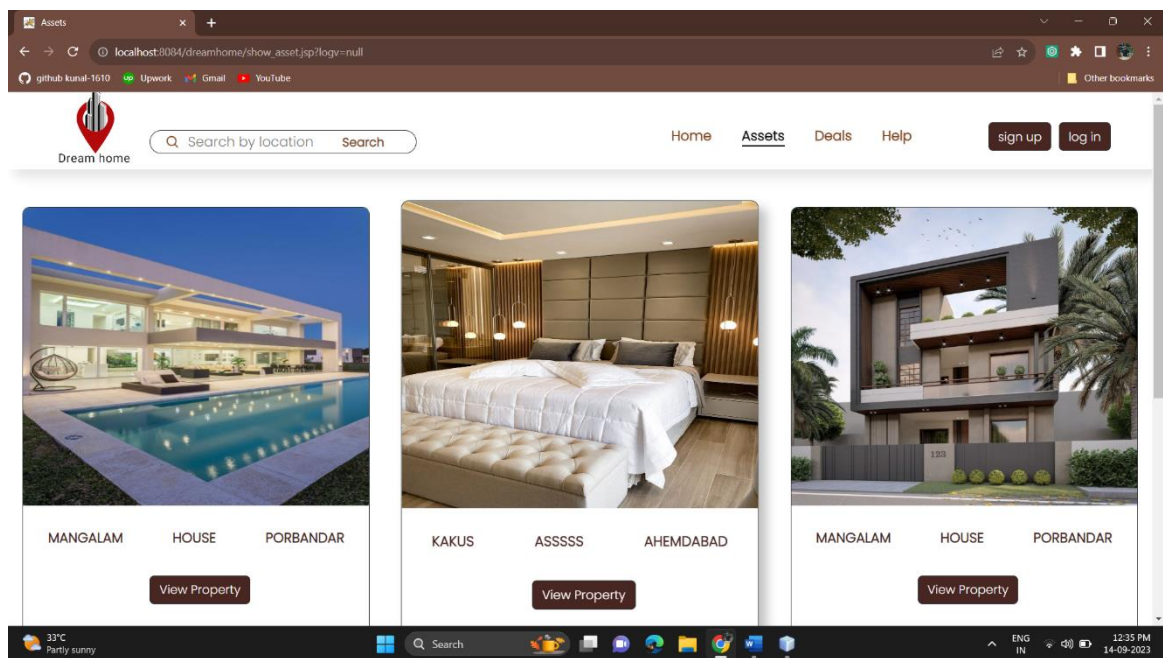 Assets
localhost:8084/dreamhome/show_asset.jsp?logv=null
github kunal-1610 Upwork Gmail YouTube Other bookmarks
Dream home
Search by location Search
Home Assets Deals Help
sign up log in
123
MANGALAM HOUSE PORBANDAR
View Property
KAKUS ASSSSS AHEMDABAD
View Property
MANGALAM HOUSE PORBANDAR
View Property
33°C
Partly sunny
Search
ENG
IN
12:35 PM
14-09-2023